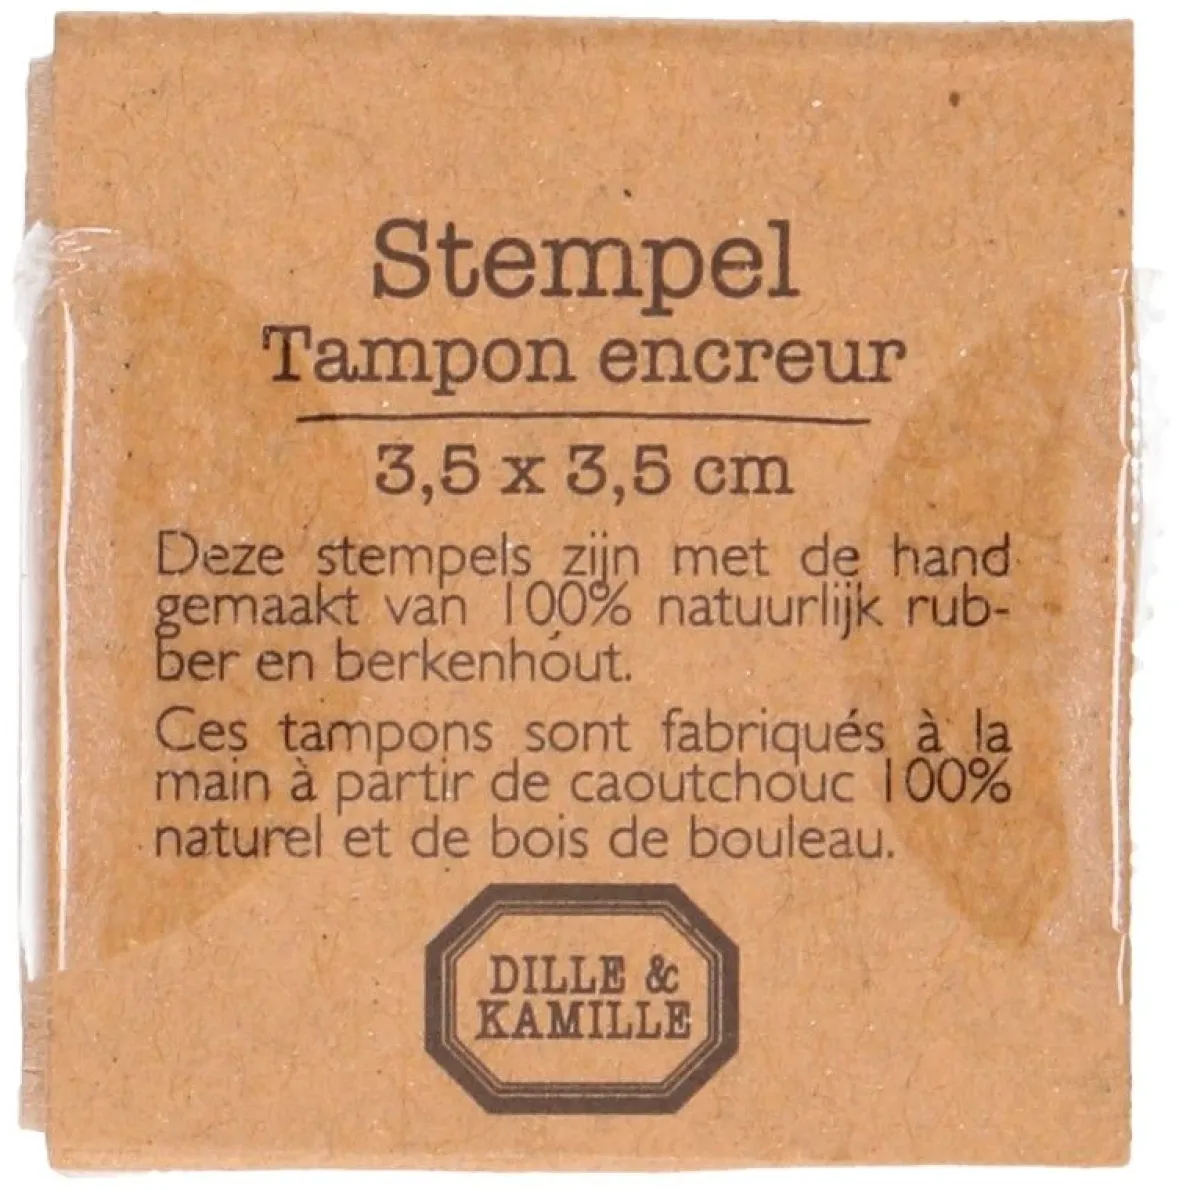 Stempel
Tampon encreur
3,5 x 3,5 cm
Deze stempels zijn met de hand
gemaakt van 100% natuurlijk rub-
ber en berkenhout.
Ces tampons sont fabriqués à la
main à partir de caoutchouc 100%
naturel et de bois de bouleau.
DILLE &
KAMILLE